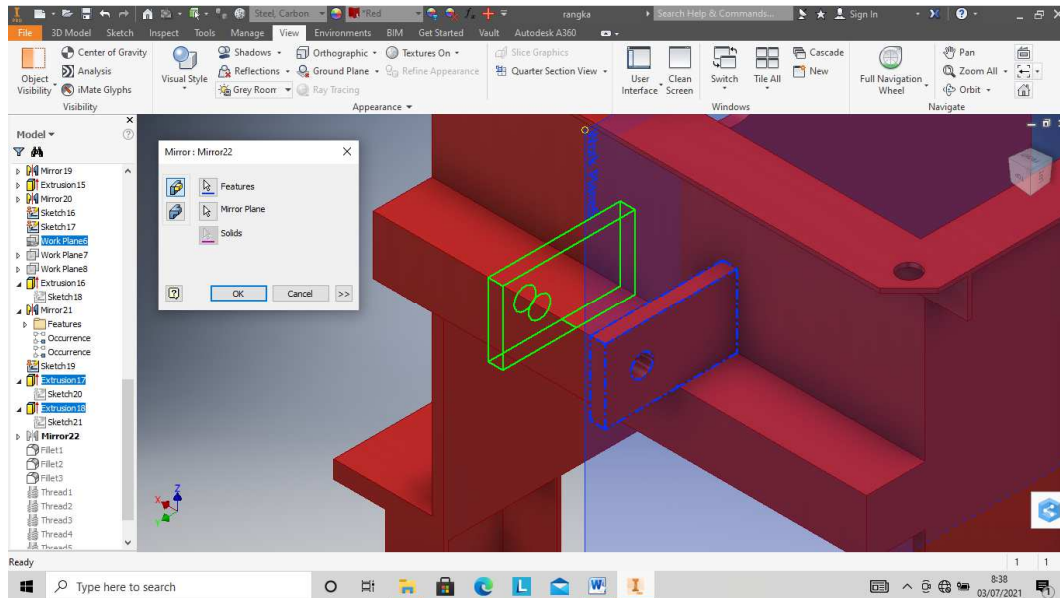 PRO
Steel, Carbon
*Red
rangka
Search Help & Commands...
Sign In
File 3D Model Sketch Inspect Tools Manage View Environments BIM Get Started Vault Autodesk A360
Object Visibility
Center of Gravity
Analysis
iMate Glyphs
Visibility
Visual Style
Shadows
Reflections
Grey Room
Orthographic
Ground Plane
Ray Tracing
Textures On
Refine Appearance
Appearance
Slice Graphics
Quarter Section View
User Interface
Clean Screen
Switch
Tile All
Cascade
New
Windows
Full Navigation Wheel
Pan
Zoom All
Orbit
Navigate
Model
Mirror19
Extrusion15
Mirror20
Sketch16
Sketch17
Work Plane6
Work Plane7
Work Plane8
Extrusion16
Sketch18
Mirror21
Features
Occurrence
Occurrence
Sketch19
Extrusion17
Sketch20
Extrusion18
Sketch21
Mirror22
Fillet1
Fillet2
Fillet3
Thread1
Thread2
Thread3
Thread4
Thread5
Mirror : Mirror22
Features
Mirror Plane
Solids
OK
Cancel
>>
Z
X
Y
Ready
1 1
Type here to search
8:38
03/07/2021